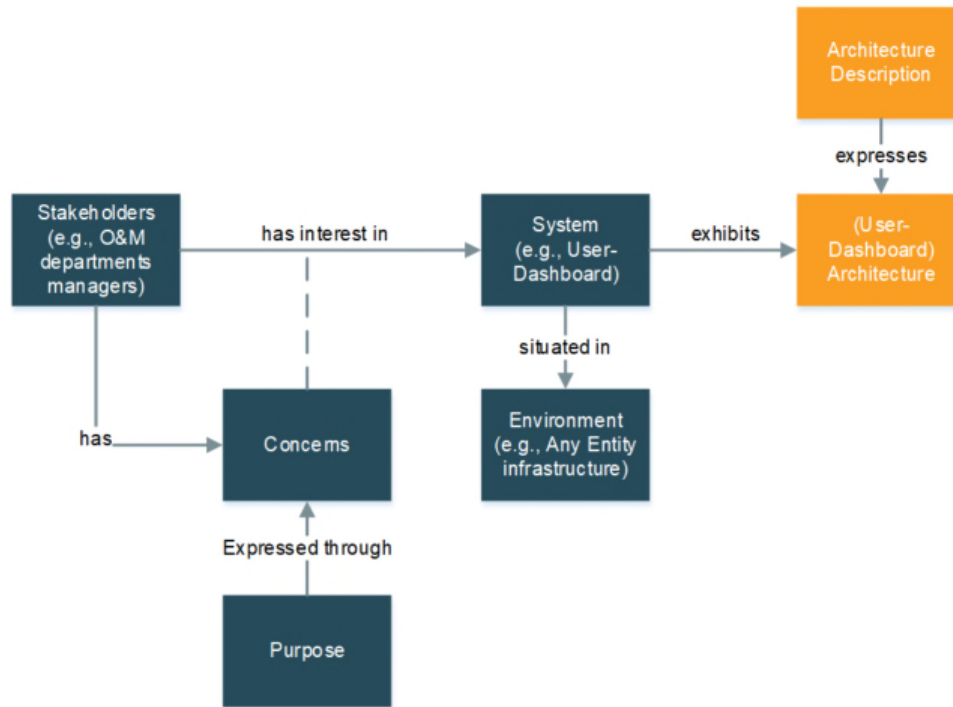 Architecture
Description
expresses
Stakeholders
(e.g., O&M
departments
managers)
has interest in
System
(e.g., User-
Dashboard)
exhibits
(User-
Dashboard)
Architecture
situated in
has
Concerns
Environment
(e.g., Any Entity
infrastructure)
Expressed through
Purpose